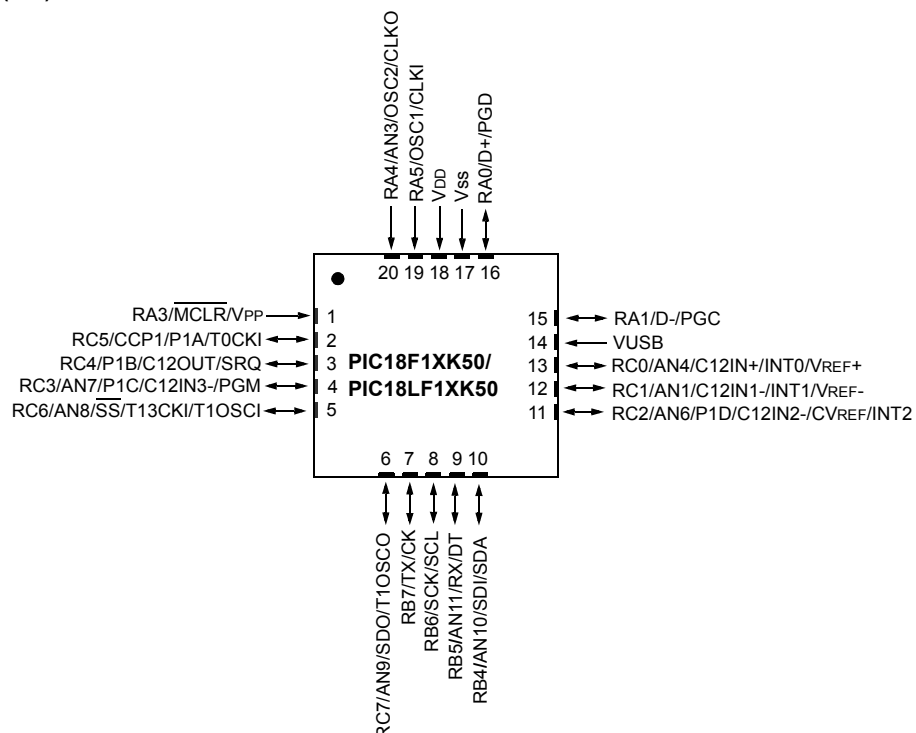 RA4/AN3/OSC2/CLKO
RA5/OSC1/CLKI
VDD
VSS
RA0/D+/PGD
20 19 18 17 16
RA3/MCLR/VPP 1
RC5/CCP1/P1A/T0CKI 2
RC4/P1B/C12OUT/SRQ 3
RC3/AN7/P1C/C12IN3-/PGM 4
RC6/AN8/SS/T13CKI/T1OSCI 5
PIC18F1XK50/
PIC18LF1XK50
15 RA1/D-/PGC
14 VUSB
13 RC0/AN4/C12IN+/INT0/VREF+
12 RC1/AN1/C12IN1-/INT1/VREF-
11 RC2/AN6/P1D/C12IN2-/CVREF/INT2
6 7 8 9 10
RC7/AN9/SDO/T1OSCO
RB7/TX/CK
RB6/SCK/SCL
RB5/AN11/RX/DT
RB4/AN10/SDI/SDA